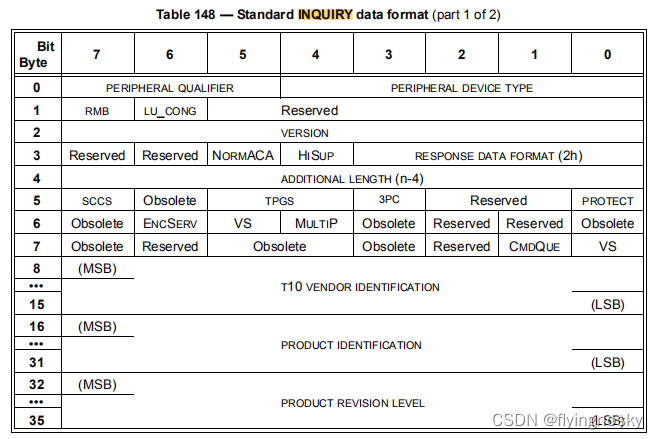 Table 148 — Standard INQUIRY data format (part 1 of 2)
Bit Byte 7 6 5 4 3 2 1 0
0 PERIPHERAL QUALIFIER PERIPHERAL DEVICE TYPE
1 RMB LU_CONG Reserved
2 VERSION
3 Reserved Reserved NORMACA HISUP RESPONSE DATA FORMAT (2h)
4 ADDITIONAL LENGTH (n-4)
5 SCCS Obsolete TPGS 3PC Reserved PROTECT
6 Obsolete ENCSERV VS MULTIP Obsolete Reserved Reserved Obsolete
7 Obsolete Reserved Obsolete Reserved CMDQUE VS
8 (MSB)
••• T10 VENDOR IDENTIFICATION
15 (LSB)
16 (MSB)
••• PRODUCT IDENTIFICATION
31 (LSB)
32 (MSB)
••• PRODUCT REVISION LEVEL
35 (LSB)
CSDN